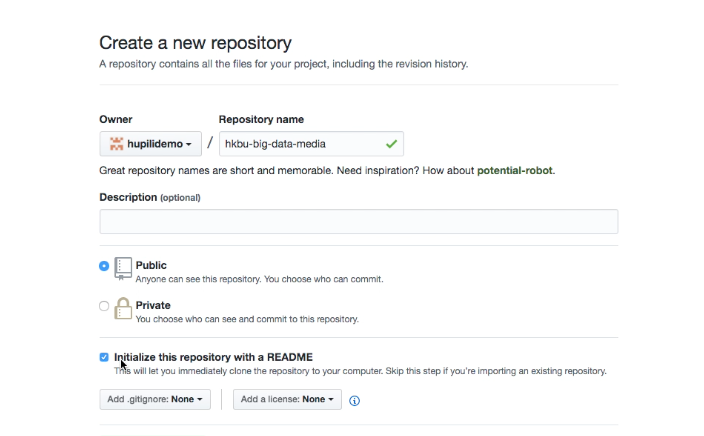 Create a new repository
A repository contains all the files for your project, including the revision history.
Owner Repository name
hupilidemo / hkbu-big-data-media
Great repository names are short and memorable. Need inspiration? How about potential-robot.
Description (optional)
Public
Anyone can see this repository. You choose who can commit.
Private
You choose who can see and commit to this repository.
Initialize this repository with a README
This will let you immediately clone the repository to your computer. Skip this step if you're importing an existing repository.
Add .gitignore: None Add a license: None